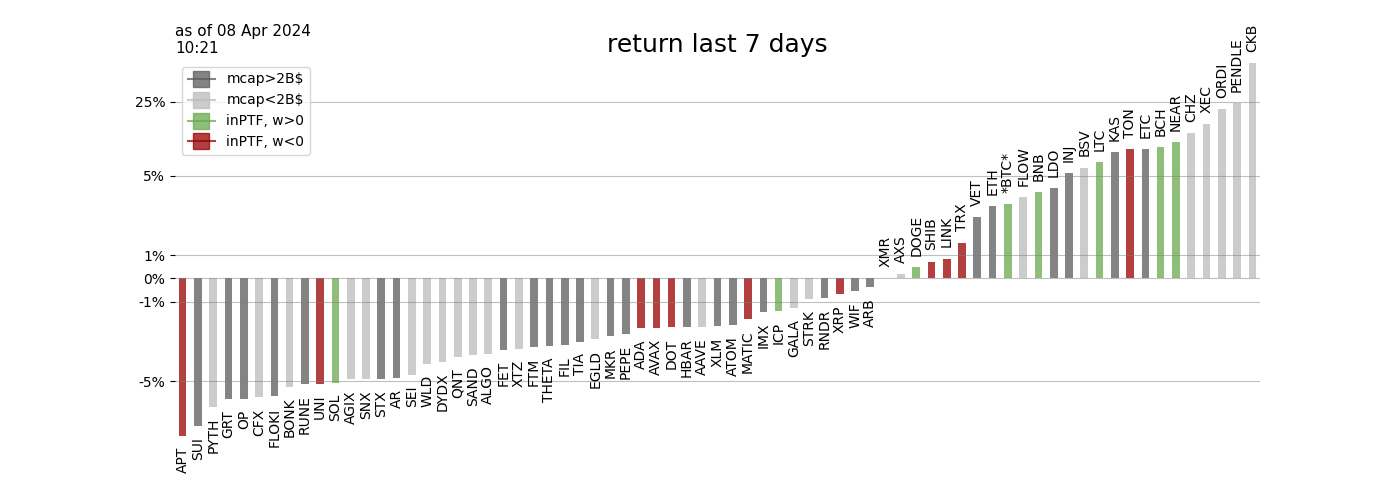 as of 08 Apr 2024
10:21
return last 7 days
mcap>2B$
mcap<2B$
inPTF, w>0
inPTF, w<0
25%
5%
1%
0%
-1%
-5%
APT
SUI
PYTH
GRT
OP
CFX
FLOKI
BONK
RUNE
UNI
SOL
AGIX
SNX
STX
AR
SEI
WLD
DYDX
QNT
SAND
ALGO
FET
XTZ
FTM
THETA
FIL
TIA
EGLD
MKR
PEPE
ADA
AVAX
DOT
HBAR
AAVE
XLM
ATOM
MATIC
IMX
ICP
GALA
STRK
RNDR
XRP
WIF
ARB
XMR
AXS
DOGE
SHIB
LINK
TRX
VET
ETH
*BTC*
FLOW
BNB
LDO
INJ
BSV
LTC
KAS
TON
ETC
BCH
NEAR
CHZ
XEC
ORDI
PENDLE
CKB